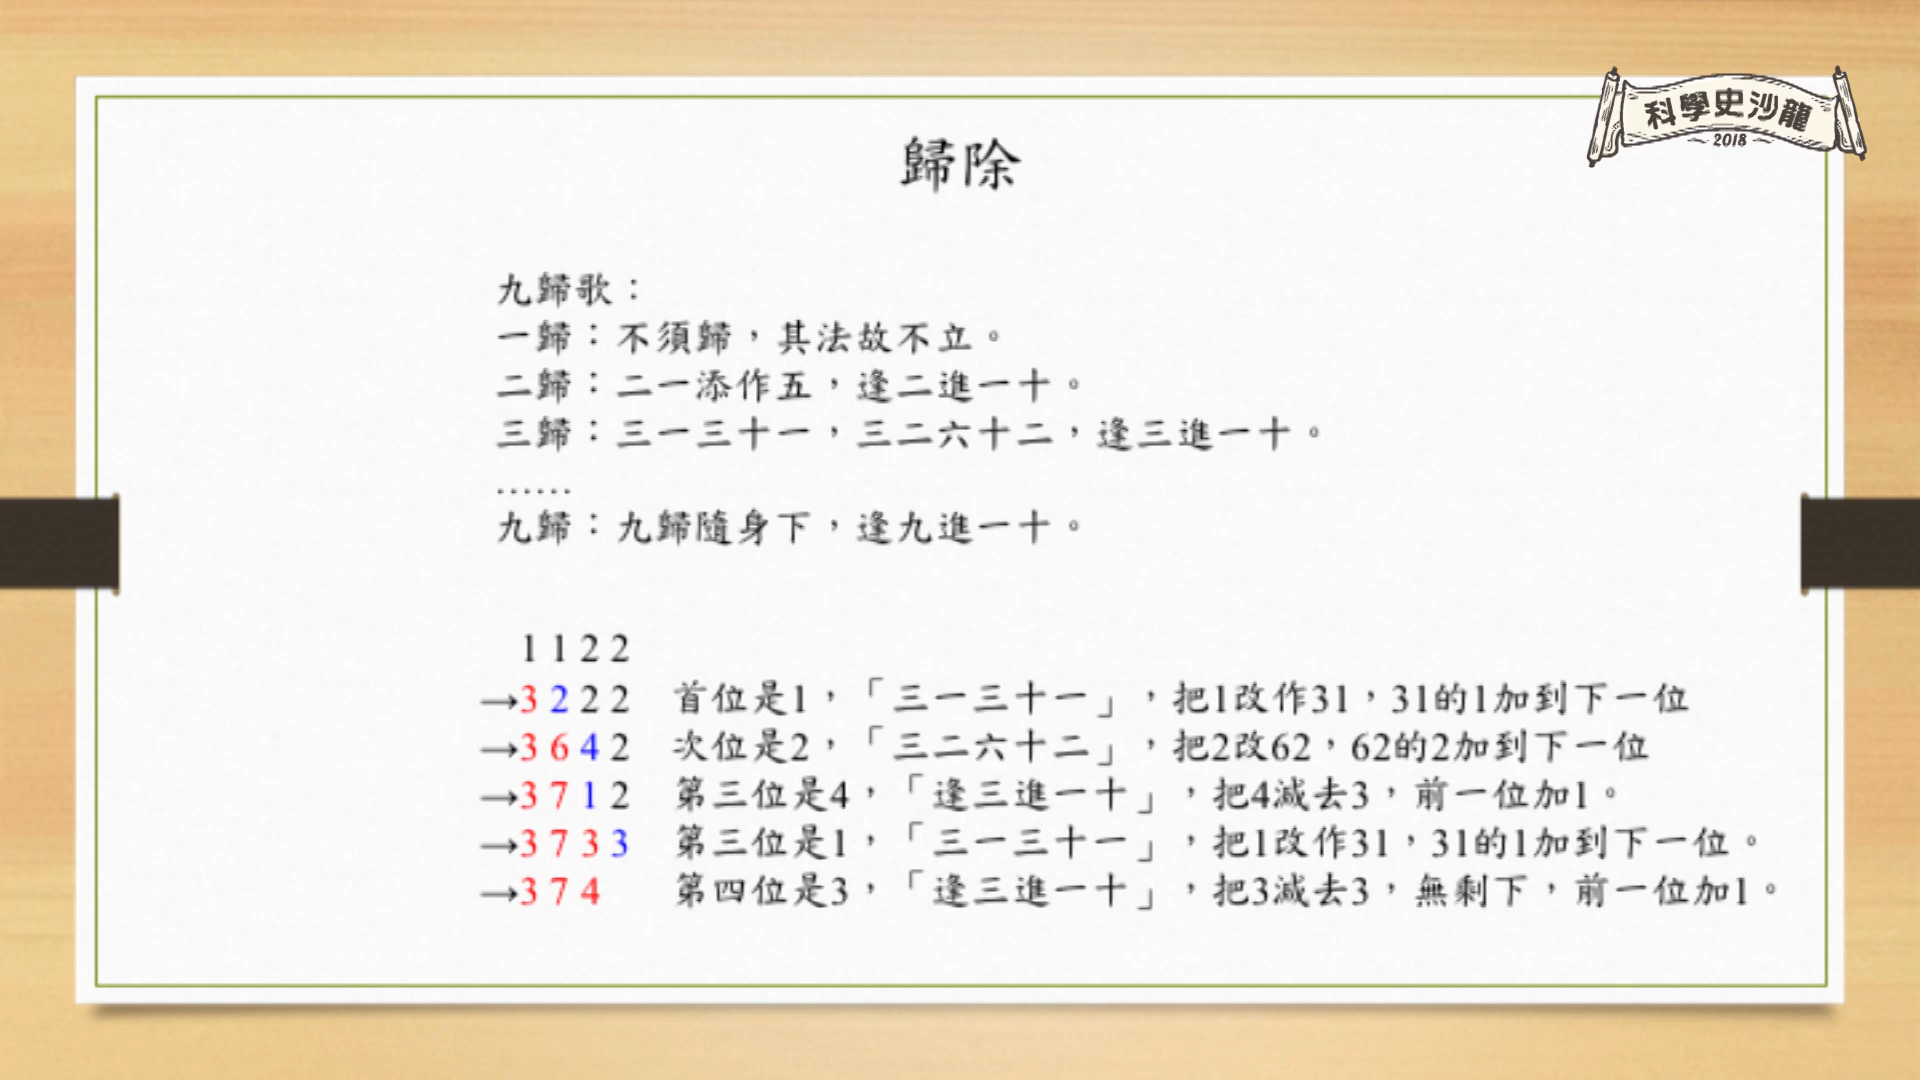 科學史沙龍
2018
歸除
九歸歌：
一歸：不須歸，其法故不立。
二歸：二一添作五，逢二進一十。
三歸：三一三十一，三二六十二，逢三進一十。
……
九歸：九歸隨身下，逢九進一十。
1 1 2 2
→3 2 2 2 首位是1，「三一三十一」，把1改作31，31的1加到下一位
→3 6 4 2 次位是2，「三二六十二」，把2改62，62的2加到下一位
→3 7 1 2 第三位是4，「逢三進一十」，把4減去3，前一位加1。
→3 7 3 3 第三位是1，「三一三十一」，把1改作31，31的1加到下一位。
→3 7 4 第四位是3，「逢三進一十」，把3減去3，無剩下，前一位加1。